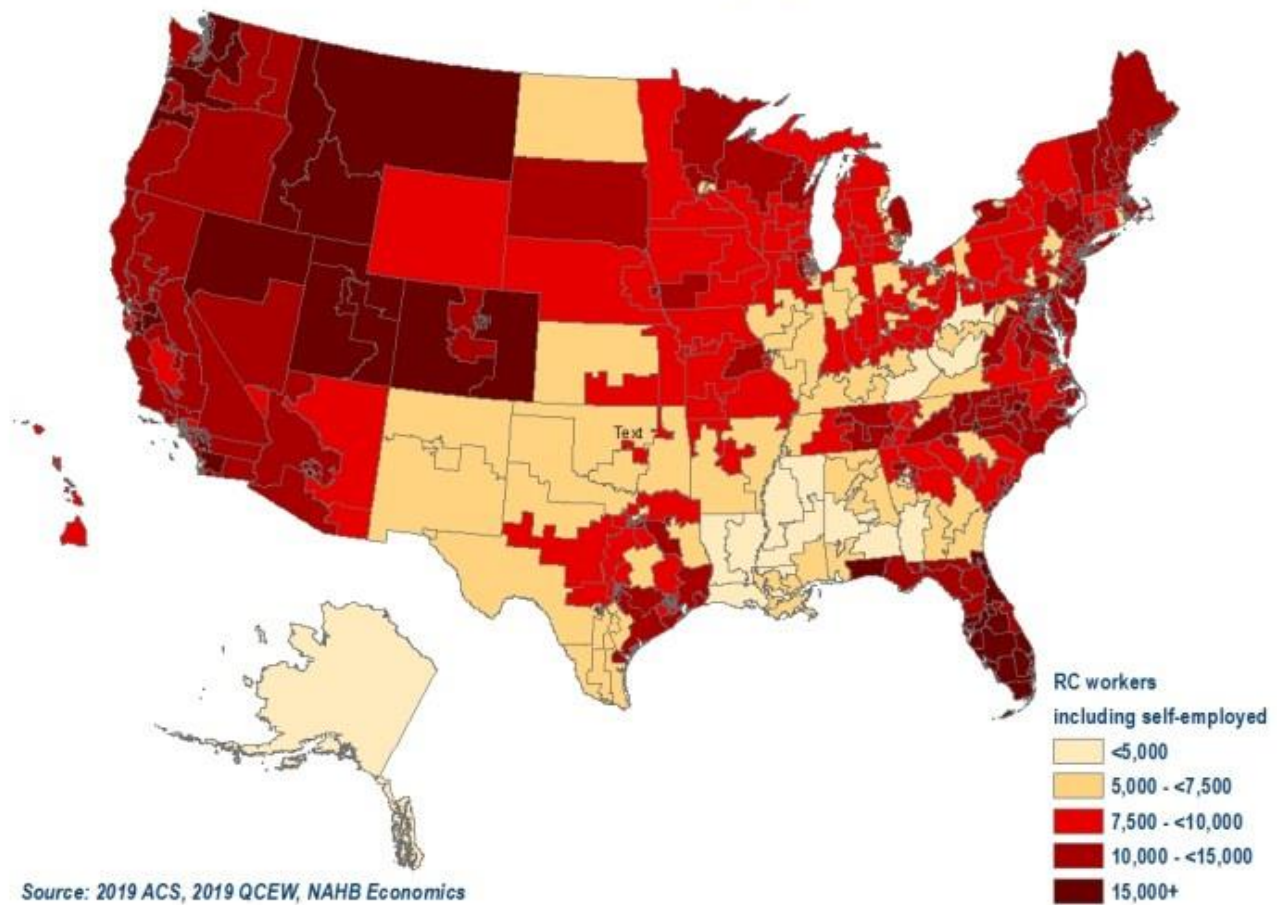 Text
RC workers
including self-employed
<5,000
5,000 - <7,500
7,500 - <10,000
10,000 - <15,000
15,000+
Source: 2019 ACS, 2019 QCEW, NAHB Economics